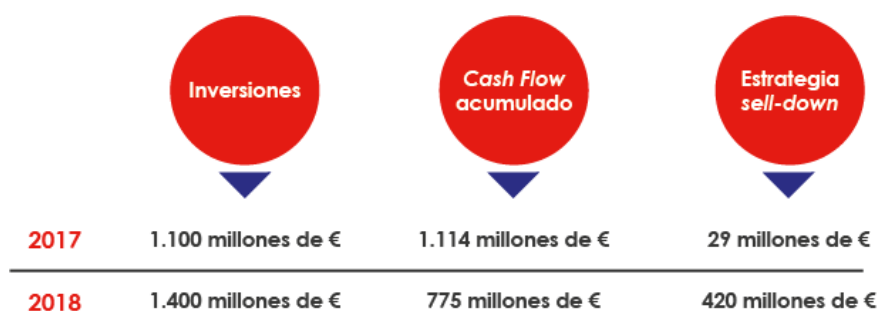 Inversiones
Cash Flow
acumulado
Estrategia
sell-down
2017 1.100 millones de € 1.114 millones de € 29 millones de €
2018 1.400 millones de € 775 millones de € 420 millones de €